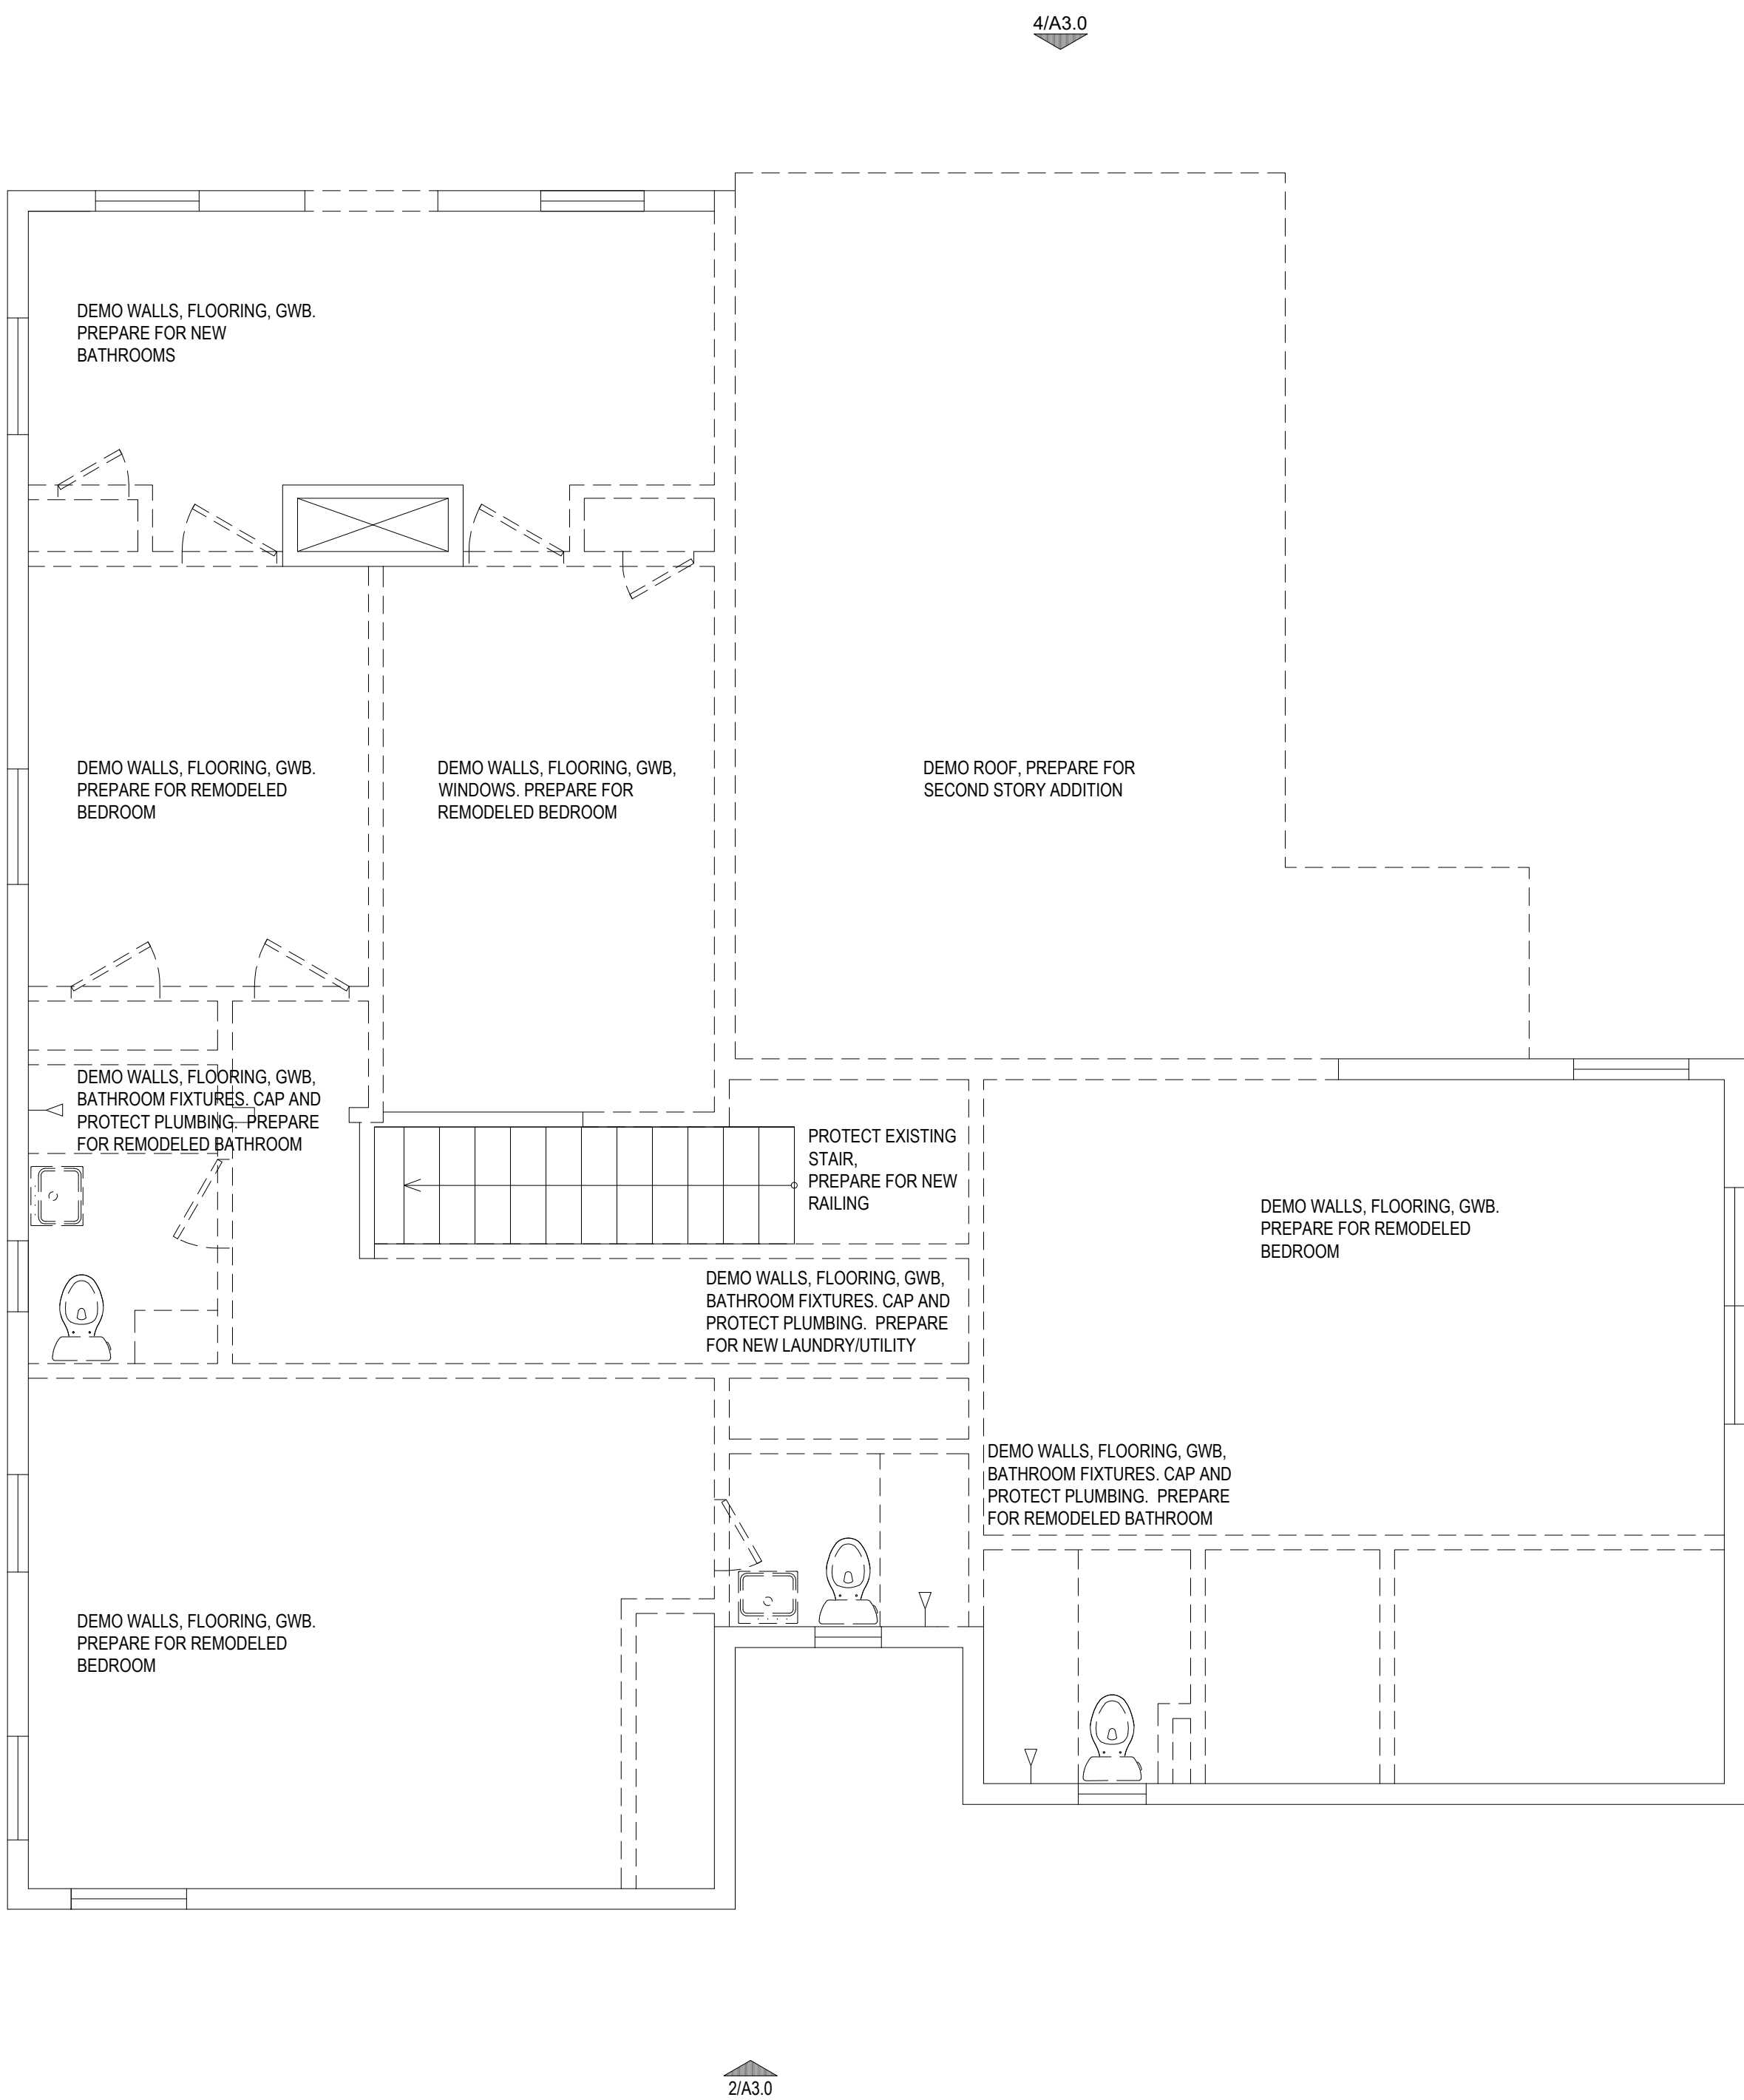 4/A3.0
DEMO WALLS, FLOORING, GWB.
PREPARE FOR NEW
BATHROOMS
DEMO WALLS, FLOORING, GWB.
PREPARE FOR REMODELED
BEDROOM
DEMO WALLS, FLOORING, GWB,
WINDOWS. PREPARE FOR
REMODELED BEDROOM
DEMO ROOF, PREPARE FOR
SECOND STORY ADDITION
DEMO WALLS, FLOORING, GWB,
BATHROOM FIXTURES. CAP AND
PROTECT PLUMBING.  PREPARE
FOR REMODELED BATHROOM
PROTECT EXISTING
STAIR,
PREPARE FOR NEW
RAILING
DEMO WALLS, FLOORING, GWB.
PREPARE FOR REMODELED
BEDROOM
DEMO WALLS, FLOORING, GWB,
BATHROOM FIXTURES. CAP AND
PROTECT PLUMBING.  PREPARE
FOR NEW LAUNDRY/UTILITY
DEMO WALLS, FLOORING, GWB,
BATHROOM FIXTURES. CAP AND
PROTECT PLUMBING.  PREPARE
FOR REMODELED BATHROOM
DEMO WALLS, FLOORING, GWB.
PREPARE FOR REMODELED
BEDROOM
2/A3.0